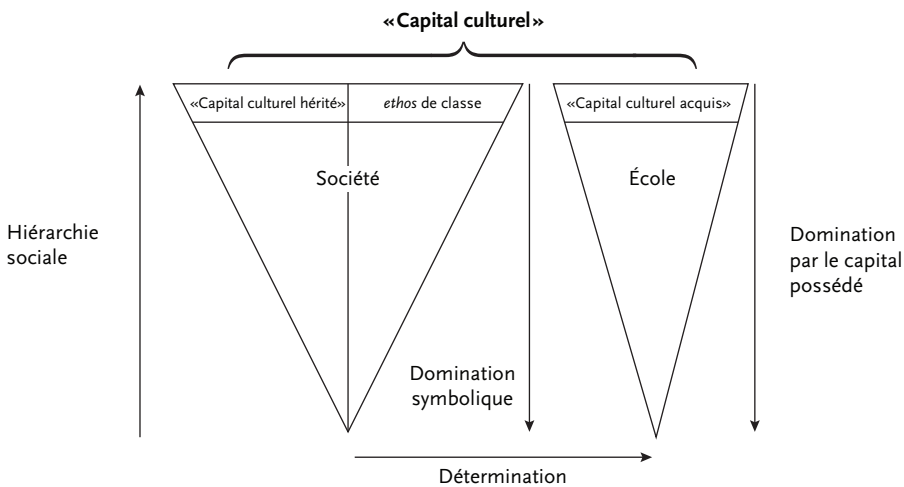 «Capital culturel»
«Capital culturel hérité»
ethos de classe
«Capital culturel acquis»
Société
École
Hiérarchie
sociale
Domination
par le capital
possédé
Domination
symbolique
Détermination